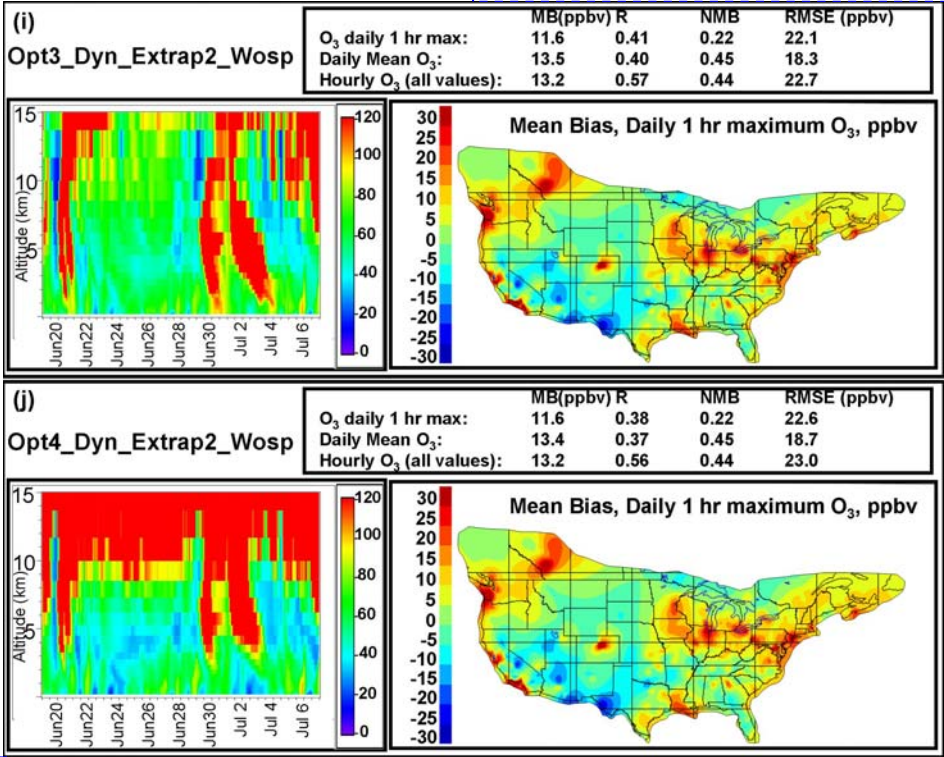 (i)
Opt3_Dyn_Extrap2_Wosp
MB(ppbv) R NMB RMSE (ppbv)
O3 daily 1 hr max: 11.6 0.41 0.22 22.1
Daily Mean O3: 13.5 0.40 0.45 18.3
Hourly O3 (all values): 13.2 0.57 0.44 22.7
Altitude (km)
15
10
5
Jun20 Jun22 Jun24 Jun26 Jun28 Jun30 Jul 2 Jul 4 Jul 6
120
100
80
60
40
20
0
Mean Bias, Daily 1 hr maximum O3, ppbv
30
25
20
15
10
5
0
-5
-10
-15
-20
-25
-30
(j)
Opt4_Dyn_Extrap2_Wosp
MB(ppbv) R NMB RMSE (ppbv)
O3 daily 1 hr max: 11.6 0.38 0.22 22.6
Daily Mean O3: 13.4 0.37 0.45 18.7
Hourly O3 (all values): 13.2 0.56 0.44 23.0
Altitude (km)
15
10
5
Jun20 Jun22 Jun24 Jun26 Jun28 Jun30 Jul 2 Jul 4 Jul 6
120
100
80
60
40
20
0
Mean Bias, Daily 1 hr maximum O3, ppbv
30
25
20
15
10
5
0
-5
-10
-15
-20
-25
-30